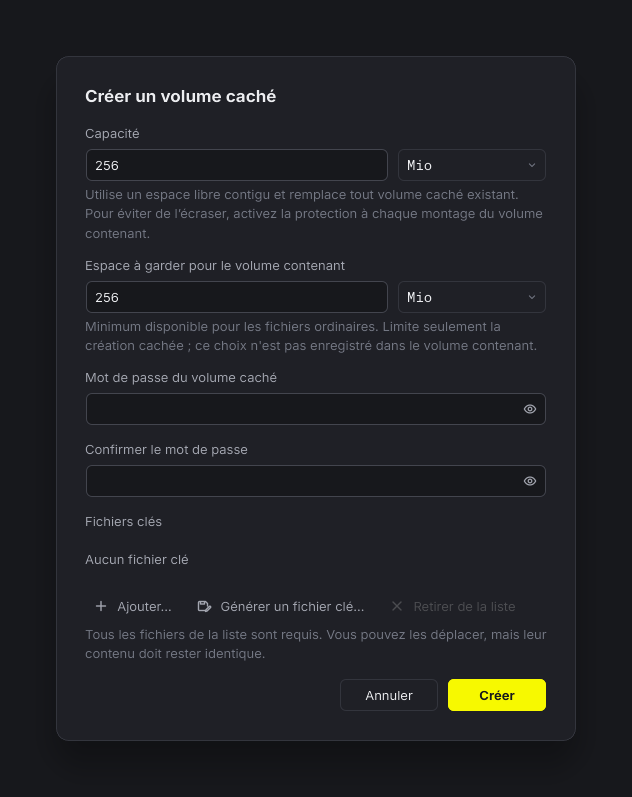 Créer un volume caché
Capacité
256
Mio
Utilise un espace libre contigu et remplace tout volume caché existant.
Pour éviter de l'écraser, activez la protection à chaque montage du volume
contenant.
Espace à garder pour le volume contenant
256
Mio
Minimum disponible pour les fichiers ordinaires. Limite seulement la
création cachée ; ce choix n'est pas enregistré dans le volume contenant.
Mot de passe du volume caché
Confirmer le mot de passe
Fichiers clés
Aucun fichier clé
Ajouter...
Générer un fichier clé...
Retirer de la liste
Tous les fichiers de la liste sont requis. Vous pouvez les déplacer, mais leur
contenu doit rester identique.
Annuler
Créer